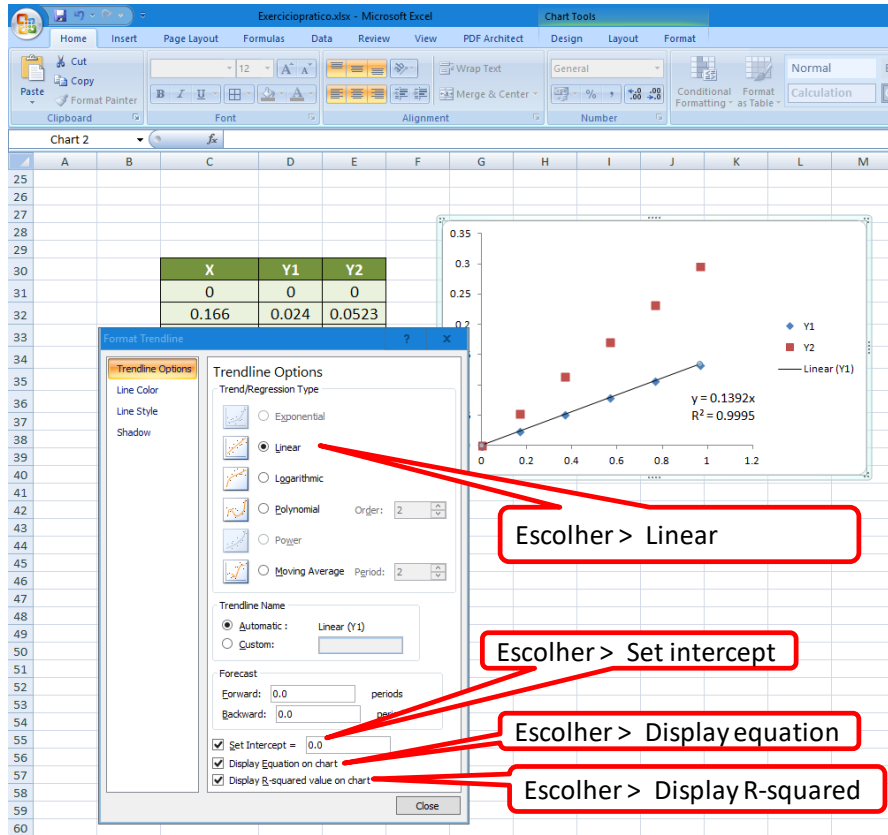 Exerciciopratico.xlsx - Microsoft Excel
Chart Tools
Home Insert Page Layout Formulas Data Review View PDF Architect Design Layout Format
Paste
Cut
Copy
Format Painter
12
A A
B I U
A
Wrap Text
Merge & Center
General
% ,
Conditional Formatting
Format as Table
Normal
Calculation
Clipboard Font Alignment Number
Chart 2
fx
A B C D E F G H I J K L M
25
26
27
28
29
30
31
32
33
34
35
36
37
38
39
40
41
42
43
44
45
46
47
48
49
50
51
52
53
54
55
56
57
58
59
60
X Y1 Y2
0 0 0
0.166 0.024 0.0523
0.35
0.3
0.25
0.2
0 0.2 0.4 0.6 0.8 1 1.2
Y1
Y2
Linear (Y1)
y = 0.1392x
R² = 0.9995
Format Trendline ? x
Trendline Options
Line Color
Line Style
Shadow
Trendline Options
Trend/Regression Type
Exponential
Linear
Logarithmic
Polynomial Order: 2
Power
Moving Average Period: 2
Trendline Name
Automatic : Linear (Y1)
Custom:
Forecast
Forward: 0.0 periods
Backward: 0.0
Set Intercept = 0.0
Display Equation on chart
Display R-squared value on chart
Close
Escolher > Linear
Escolher > Set intercept
Escolher > Display equation
Escolher > Display R-squared